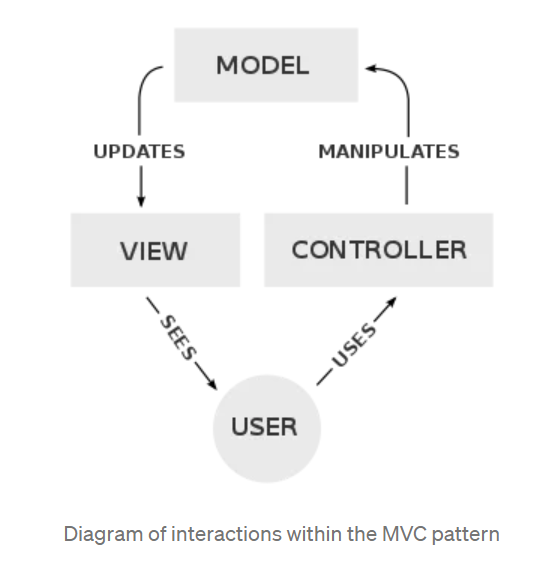 MODEL
UPDATES
MANIPULATES
VIEW
CONTROLLER
SEES
USES
USER
Diagram of interactions within the MVC pattern